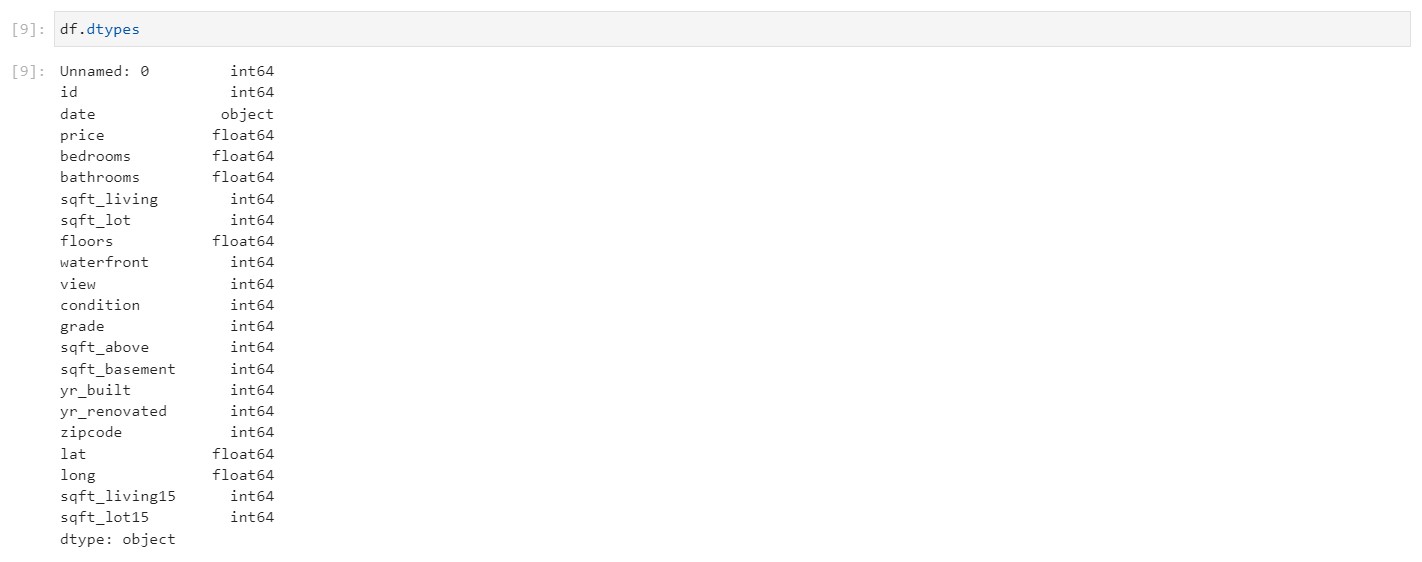 [9]: df.dtypes
[9]: Unnamed: 0 int64
id int64
date object
price float64
bedrooms float64
bathrooms float64
sqft_living int64
sqft_lot int64
floors float64
waterfront int64
view int64
condition int64
grade int64
sqft_above int64
sqft_basement int64
yr_built int64
yr_renovated int64
zipcode int64
lat float64
long float64
sqft_living15 int64
sqft_lot15 int64
dtype: object